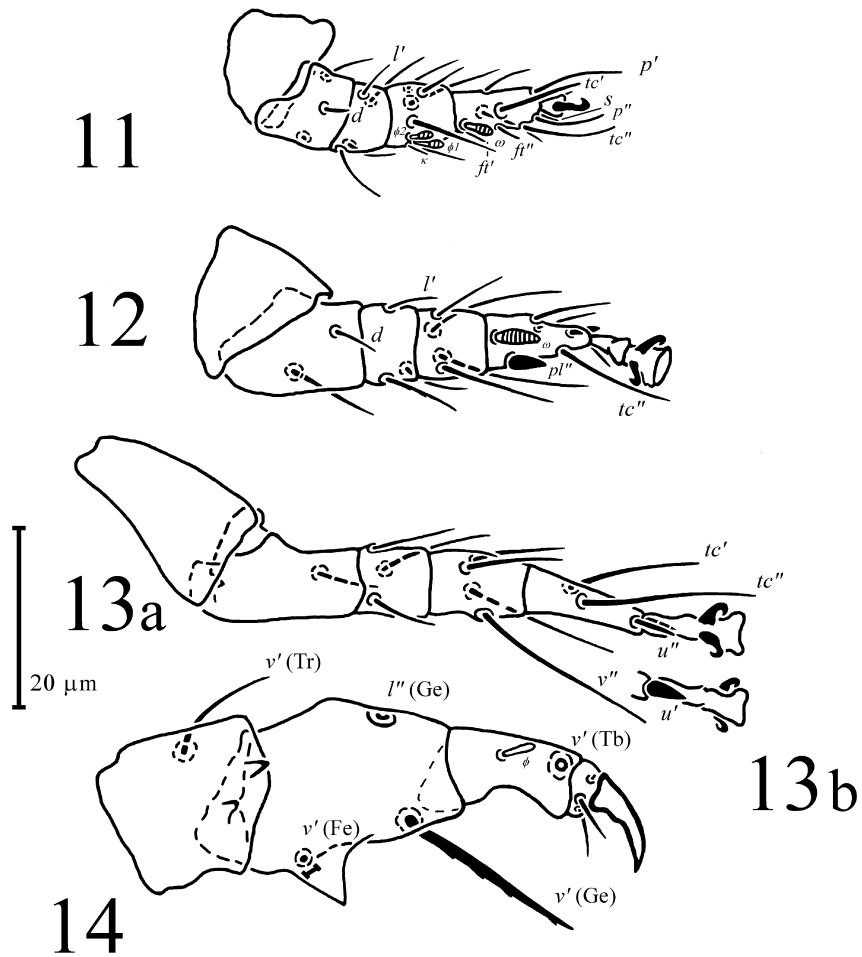 11
l'
p'
tc'
s
p''
tc''
d
ϕ2
ϕ1
κ
ω
ft'
ft''
12
l'
d
ω
pl''
tc''
13a
tc'
tc''
u''
v''
u'
20 µm
13b
v' (Tr)
l'' (Ge)
v' (Tb)
ϕ
v' (Fe)
v' (Ge)
14